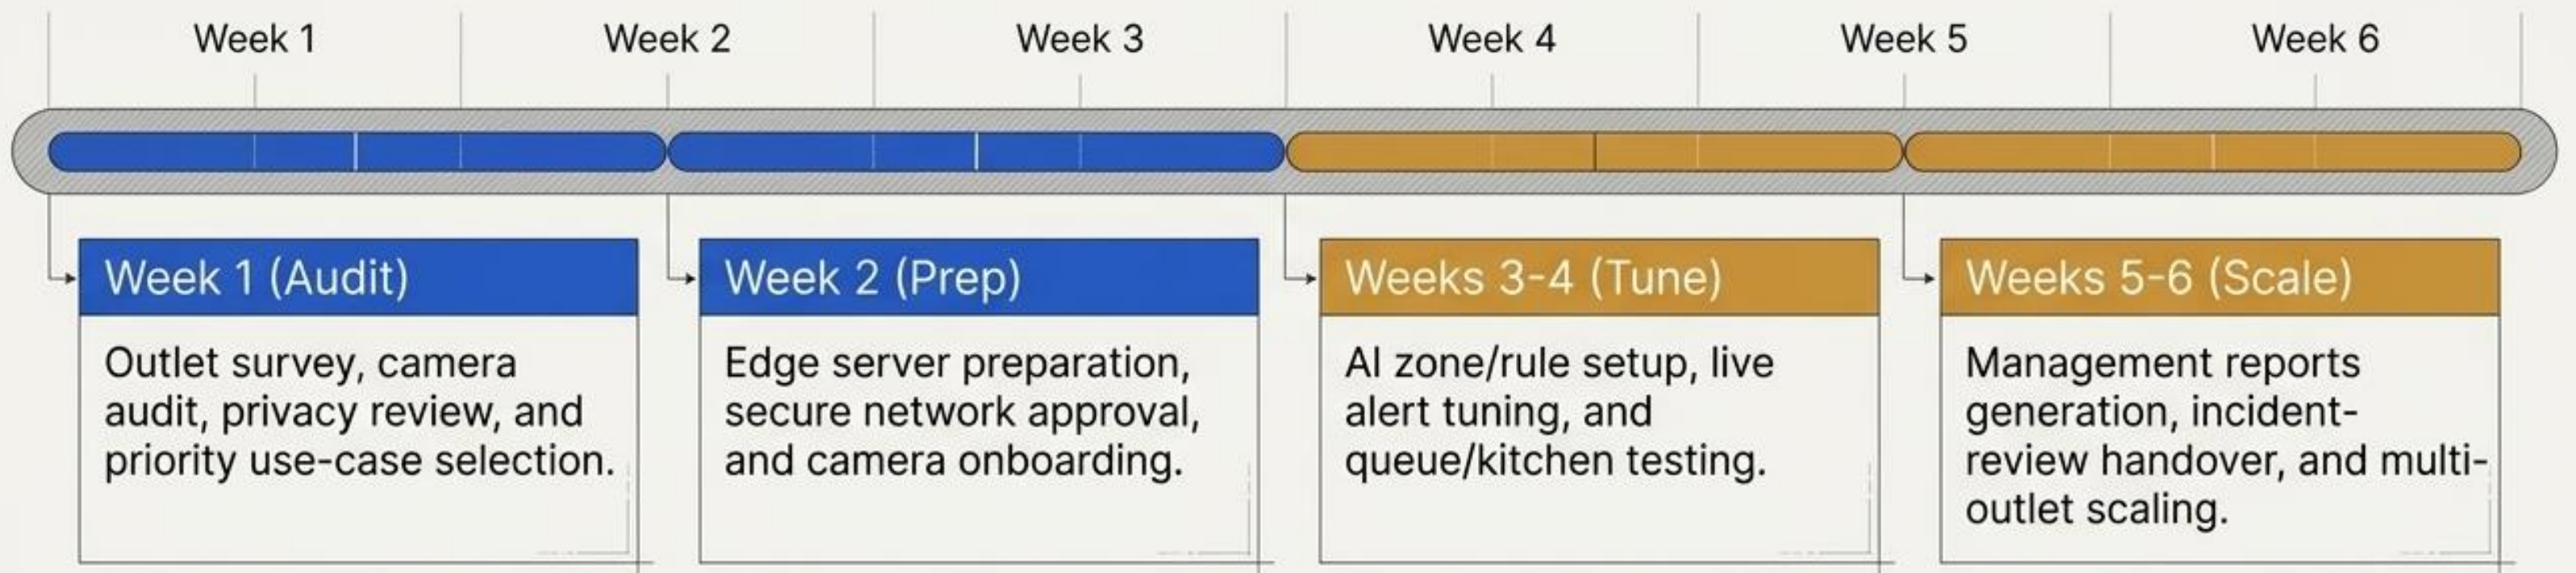 Week 1
Week 2
Week 3
Week 4
Week 5
Week 6
Week 1 (Audit)
Outlet survey, camera
audit, privacy review, and
priority use-case selection.
Week 2 (Prep)
Edge server preparation,
secure network approval,
and camera onboarding.
Weeks 3-4 (Tune)
AI zone/rule setup, live
alert tuning, and
queue/kitchen testing.
Weeks 5-6 (Scale)
Management reports
generation, incident-
review handover, and multi-
outlet scaling.